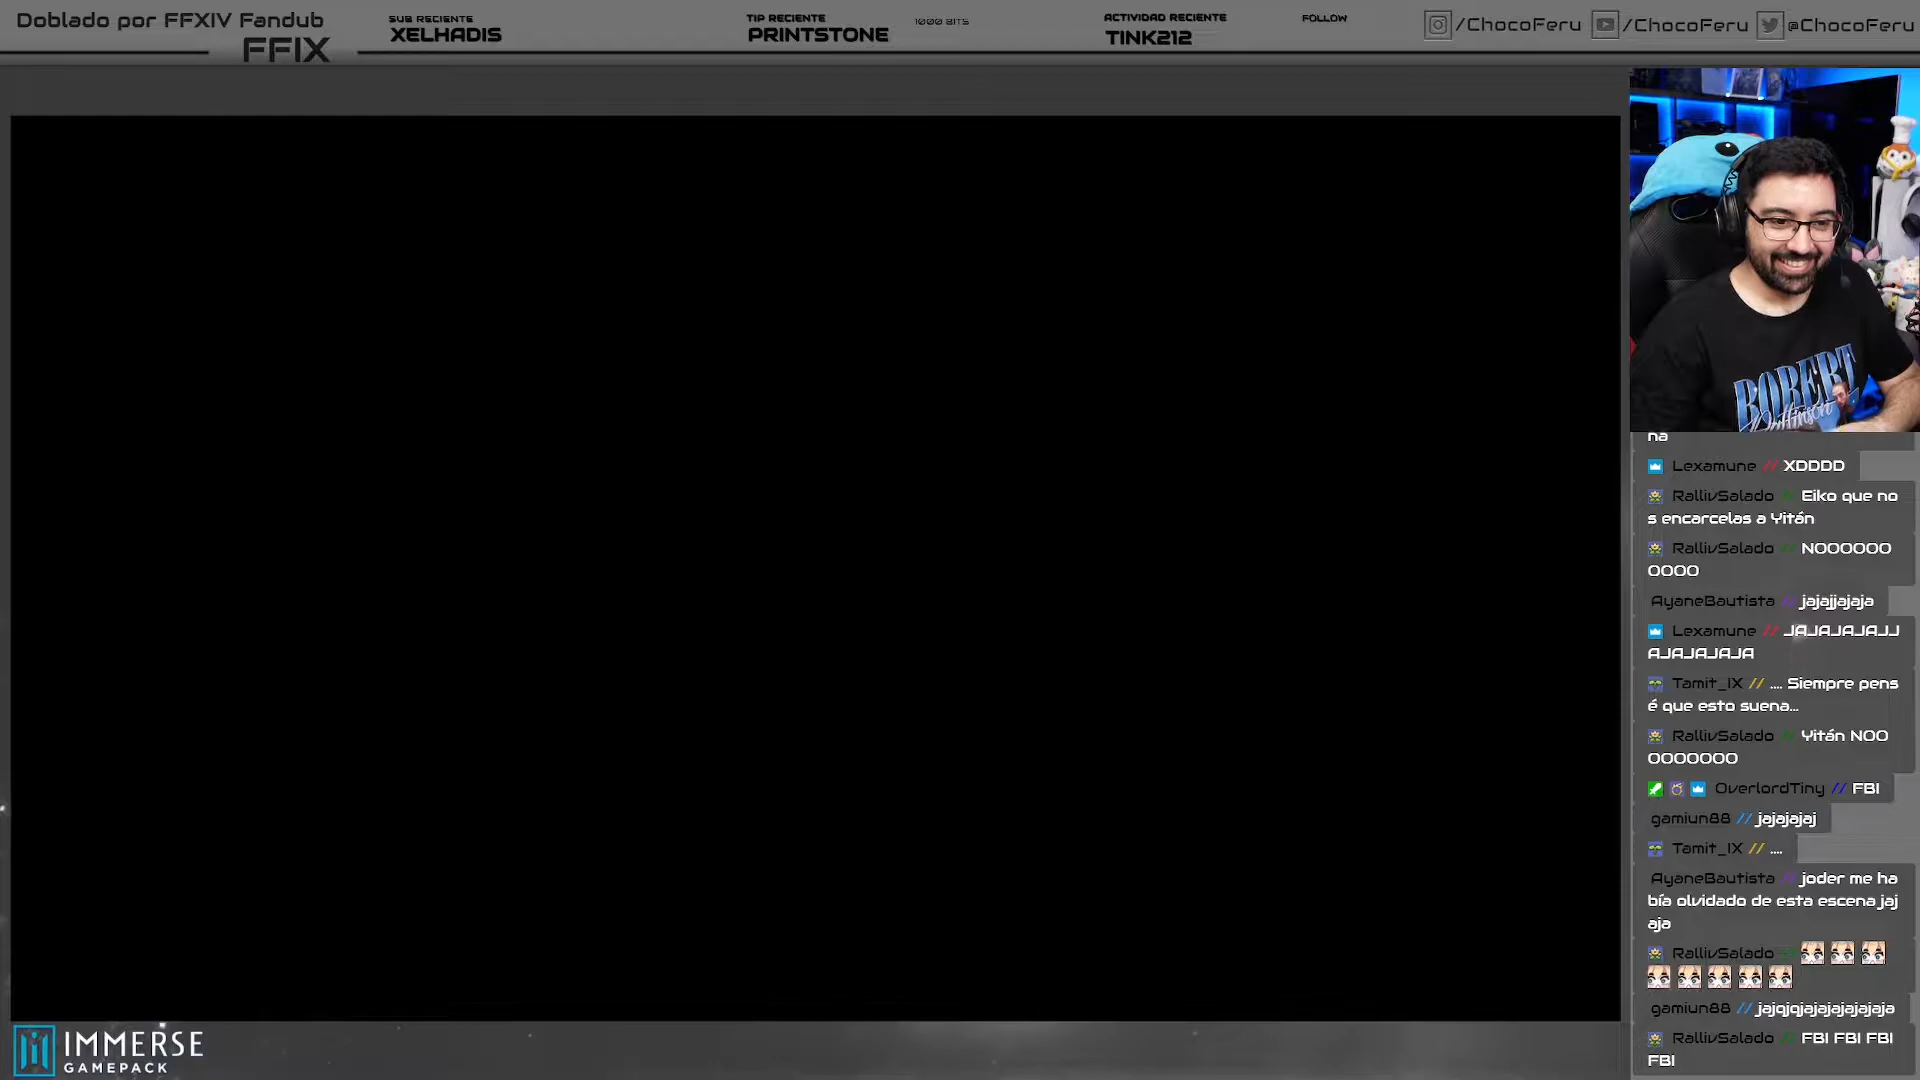 Doblado por FFXIV Fandub
FFIX
SUB RECIENTE
XELHADIS
TIP RECIENTE
PRINTSTONE
1000 BITS
ACTIVIDAD RECIENTE
TINK212
FOLLOW
/ChocoFeru
/ChocoFeru
@ChocoFeru
ROBERT
Pattinson
na
Lexamune // XDDDD
RallivSalado // Eiko que no
s encarcelas a Yitán
RallivSalado // NOOOOOO
OOOO
AyaneBautista // jajajjajaja
Lexamune // JAJAJAJAJJ
AJAJAJAJA
Tamit_IX // .... Siempre pens
é que esto suena...
RallivSalado // Yitán NOO
OOOOOOO
OverlordTiny // FBI
gamiun88 // jajajajaj
Tamit_IX // ....
AyaneBautista // joder me ha
bía olvidado de esta escena jaj
aja
RallivSalado //
gamiun88 // jajqjqjajajajajajaja
RallivSalado // FBI FBI FBI
FBI
IMMERSE
GAMEPACK